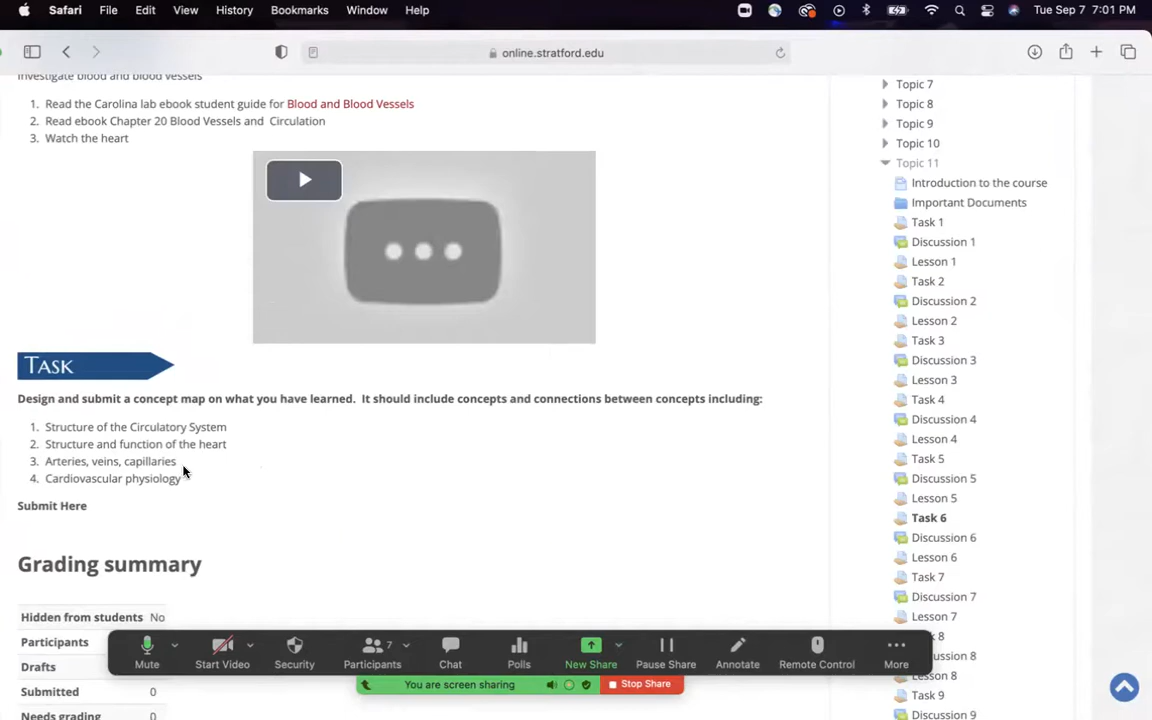 Safari File Edit View History Bookmarks Window Help Tue Sep 7 7:01 PM
online.stratford.edu
Investigate blood and blood vessels
1. Read the Carolina lab ebook student guide for Blood and Blood Vessels
2. Read ebook Chapter 20 Blood Vessels and Circulation
3. Watch the heart
TASK
Design and submit a concept map on what you have learned. It should include concepts and connections between concepts including:
1. Structure of the Circulatory System
2. Structure and function of the heart
3. Arteries, veins, capillaries
4. Cardiovascular physiology
Submit Here
Grading summary
Hidden from students No
Participants
Drafts
Submitted 0
Needs grading 0
Topic 7
Topic 8
Topic 9
Topic 10
Topic 11
Introduction to the course
Important Documents
Task 1
Discussion 1
Lesson 1
Task 2
Discussion 2
Lesson 2
Task 3
Discussion 3
Lesson 3
Task 4
Discussion 4
Lesson 4
Task 5
Discussion 5
Lesson 5
Task 6
Discussion 6
Lesson 6
Task 7
Discussion 7
Lesson 7
8
ussion 8
esson 8
Task 9
Discussion 9
Mute Start Video Security Participants 7 Chat Polls New Share Pause Share Annotate Remote Control More
You are screen sharing Stop Share